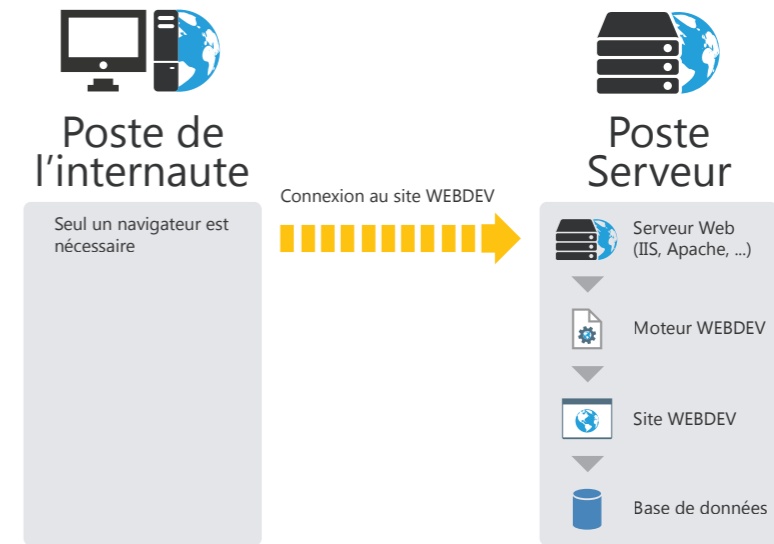 Poste de
l'internaute
Seul un navigateur est
nécessaire
Connexion au site WEBDEV
Poste
Serveur
Serveur Web
(IIS, Apache, ...)
Moteur WEBDEV
Site WEBDEV
Base de données